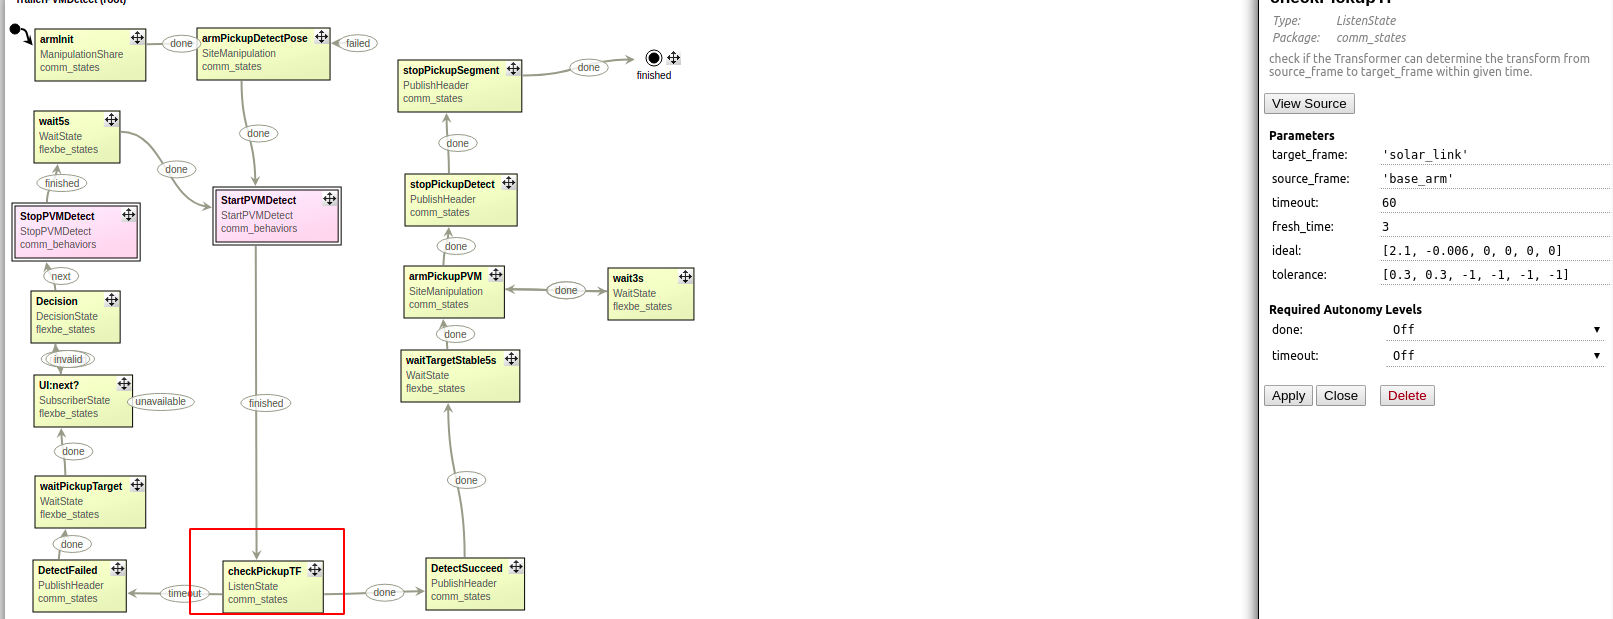 TrailerPVMDetect (root)
armInit
ManipulationShare
comm_states
done
armPickupDetectPose
SiteManipulation
comm_states
failed
stopPickupSegment
PublishHeader
comm_states
done
finished
wait5s
WaitState
flexbe_states
done
done
done
finished
StopPVMDetect
StopPVMDetect
comm_behaviors
StartPVMDetect
StartPVMDetect
comm_behaviors
stopPickupDetect
PublishHeader
comm_states
done
next
Decision
DecisionState
flexbe_states
armPickupPVM
SiteManipulation
comm_states
done
wait3s
WaitState
flexbe_states
done
invalid
UI:next?
SubscriberState
flexbe_states
unavailable
finished
waitTargetStable5s
WaitState
flexbe_states
done
done
waitPickupTarget
WaitState
flexbe_states
done
DetectFailed
PublishHeader
comm_states
timeout
checkPickupTF
ListenState
comm_states
done
DetectSucceed
PublishHeader
comm_states
checkPickupTF
Type: ListenState
Package: comm_states
check if the Transformer can determine the transform from
source_frame to target_frame within given time.
View Source
Parameters
target_frame: 'solar_link'
source_frame: 'base_arm'
timeout: 60
fresh_time: 3
ideal: [2.1, -0.006, 0, 0, 0, 0]
tolerance: [0.3, 0.3, -1, -1, -1, -1]
Required Autonomy Levels
done: Off
timeout: Off
Apply Close Delete